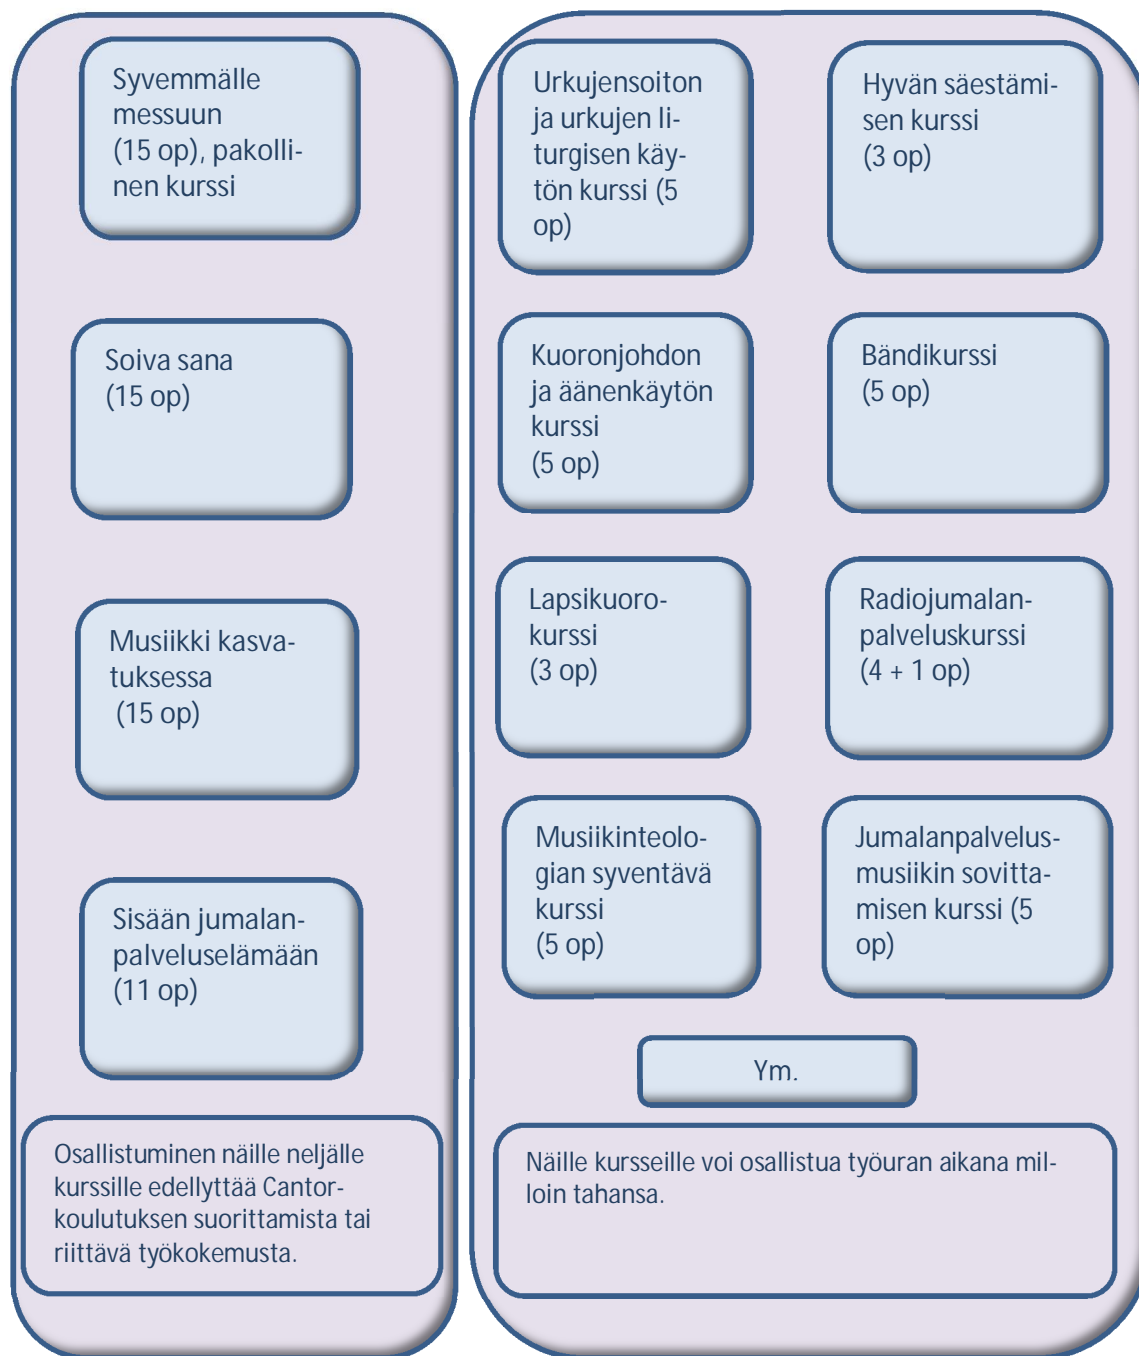 Syvemmälle
messuun
(15 op), pakolli-
nen kurssi
Soiva sana
(15 op)
Musiikki kasva-
tuksessa
(15 op)
Sisään jumalan-
palveluselämään
(11 op)
Osallistuminen näille neljälle
kurssille edellyttää Cantor-
koulutuksen suorittamista tai
riittävä työkokemusta.
Urkujensoiton
ja urkujen li-
turgisen käy-
tön kurssi (5
op)
Hyvän säestämi-
sen kurssi
(3 op)
Kuoronjohdon
ja äänenkäytön
kurssi
(5 op)
Bändikurssi
(5 op)
Lapsikuoro-
kurssi
(3 op)
Radiojumalan-
palveluskurssi
(4 + 1 op)
Musiikinteolo-
gian syventävä
kurssi
(5 op)
Jumalanpalvelus-
musiikin sovitta-
misen kurssi (5
op)
Ym.
Näille kursseille voi osallistua työuran aikana mil-
loin tahansa.